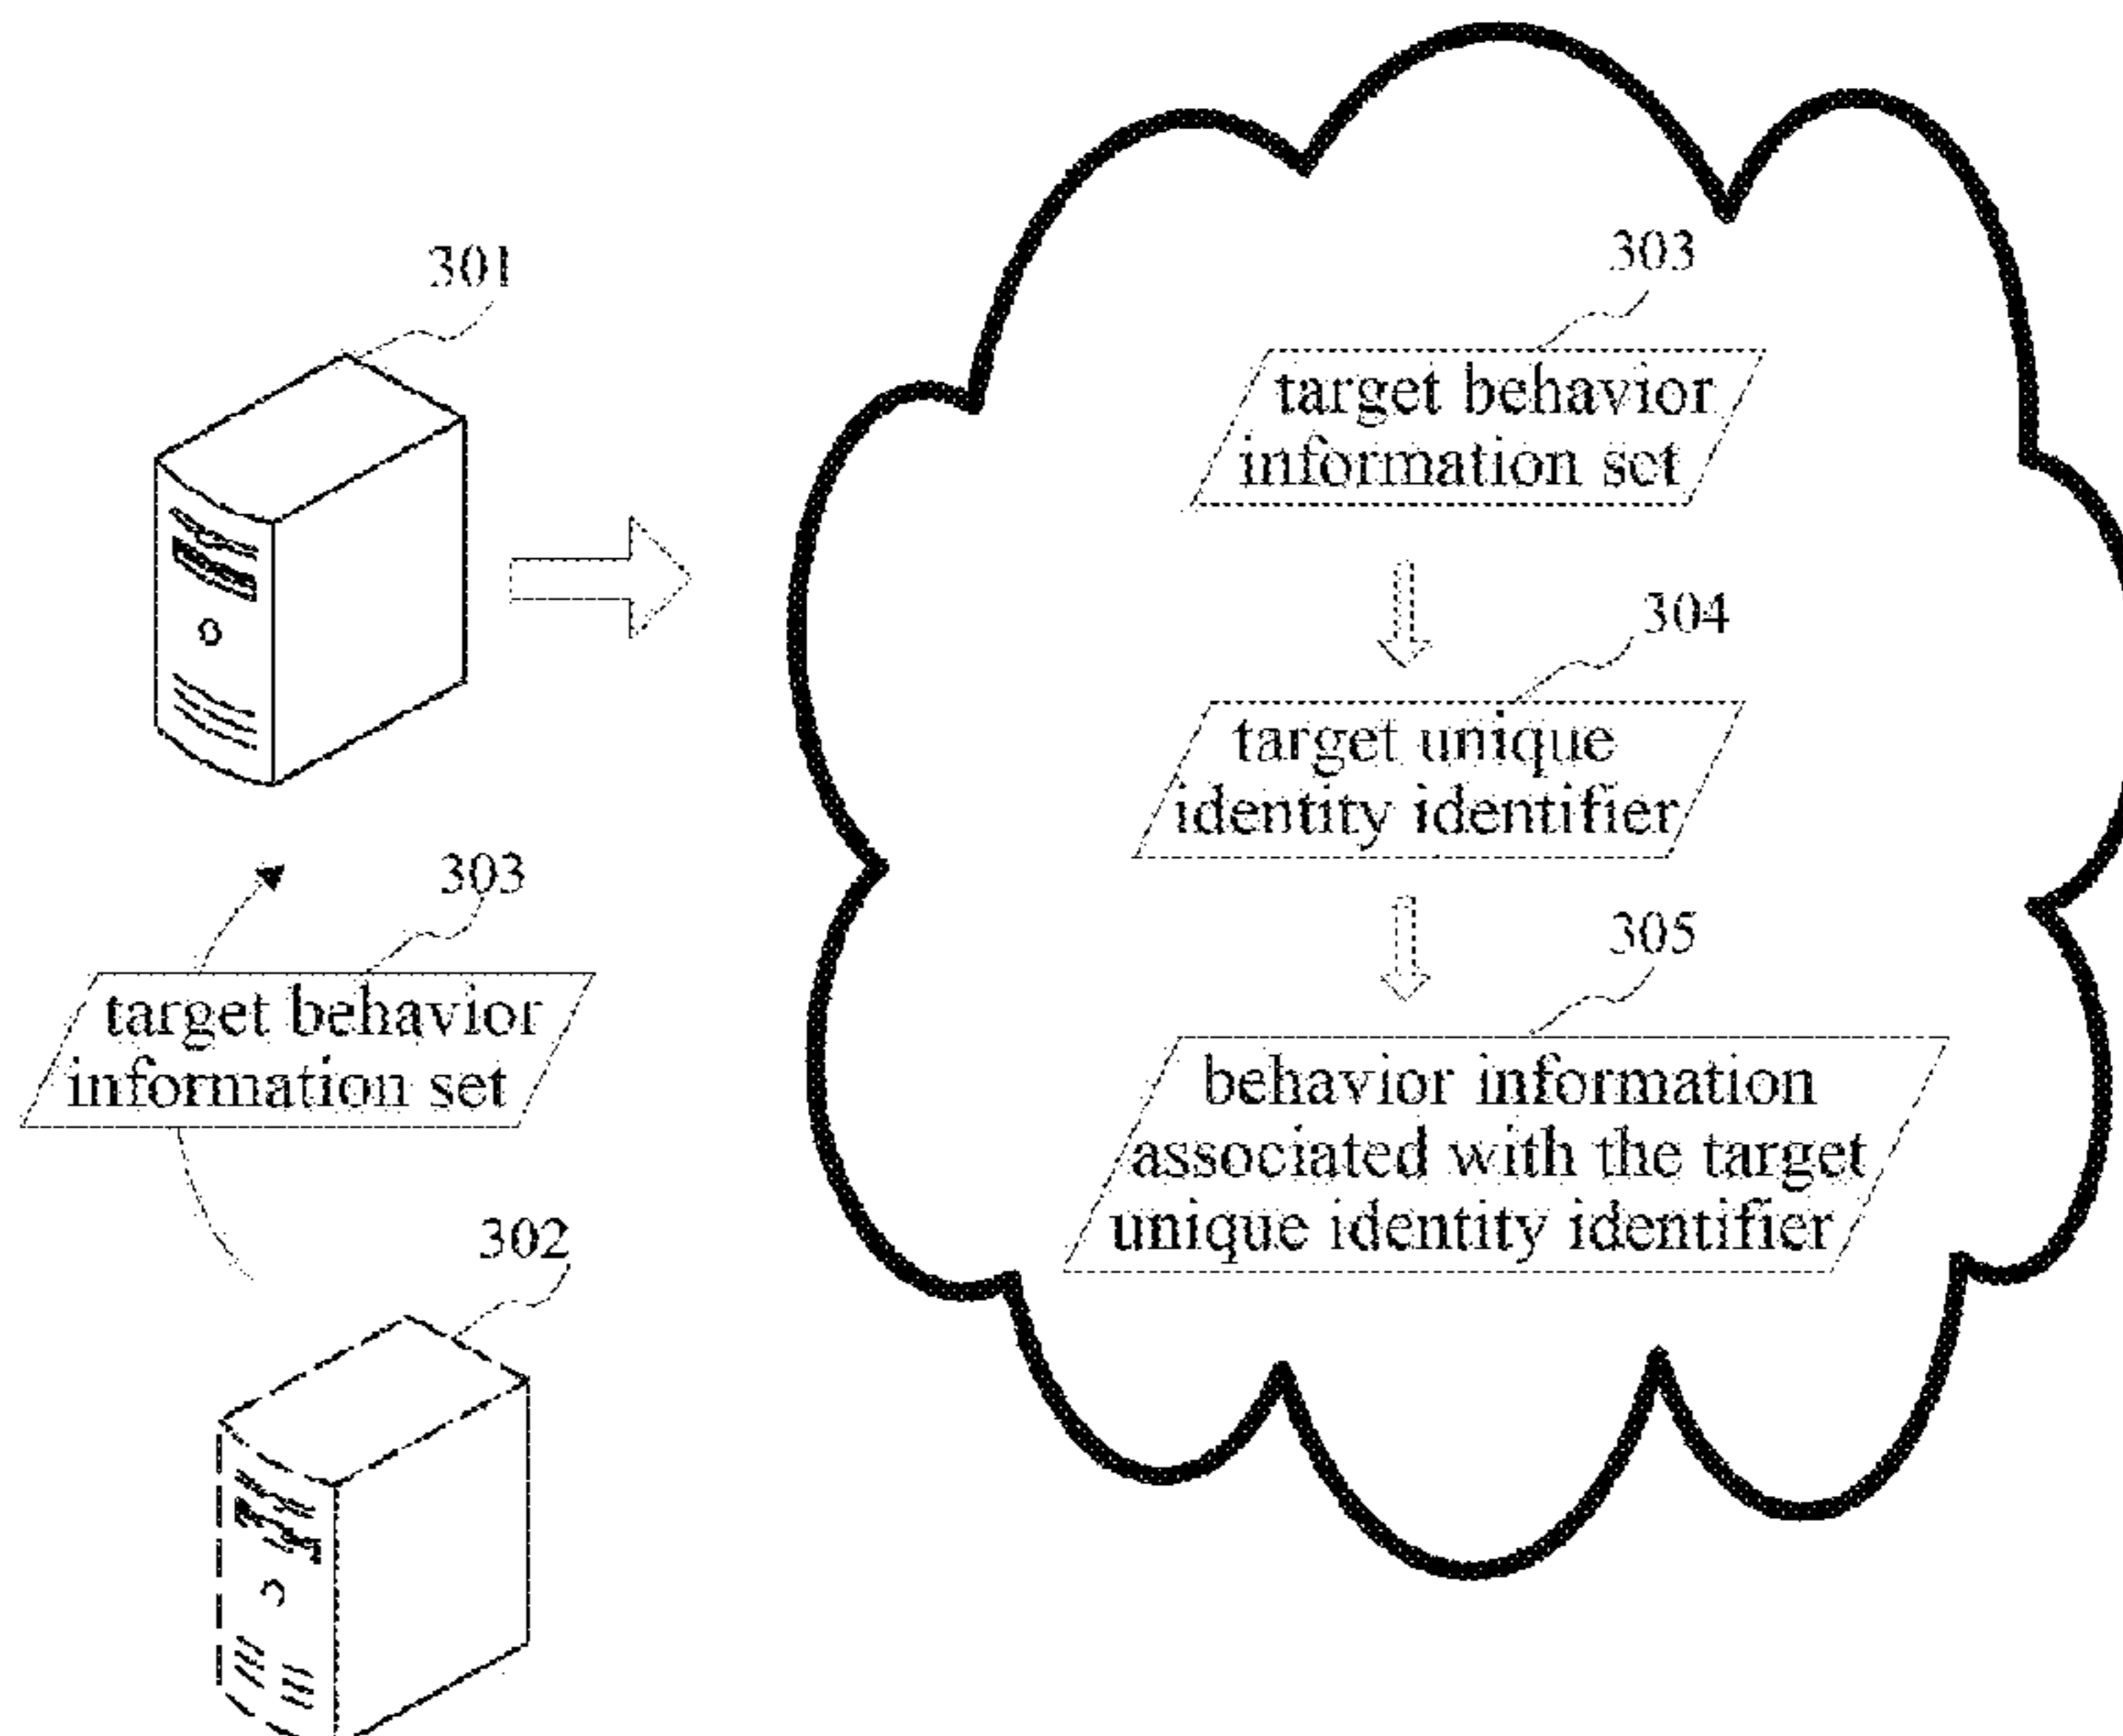 301
303
target behavior
information set
302
303
target behavior
information set
304
target unique
identity identifier
305
behavior information
associated with the target
unique identity identifier